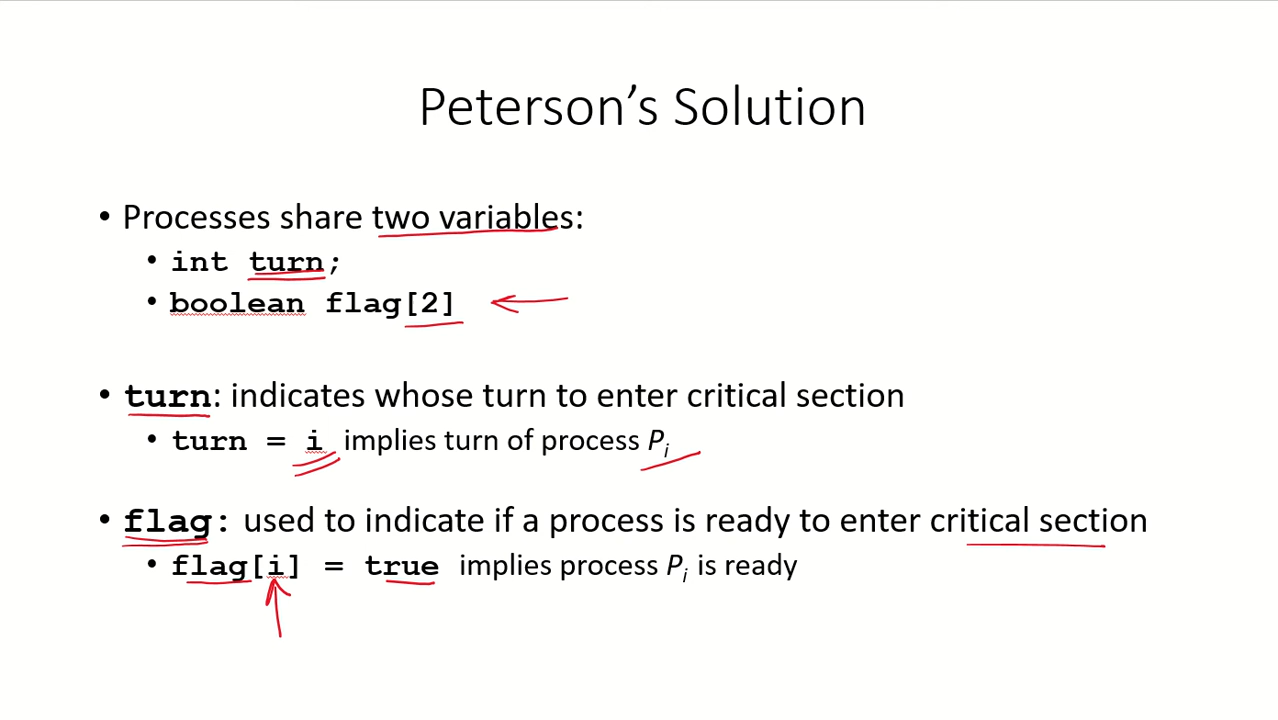 Peterson’s Solution
• Processes share two variables:
• int turn;
• boolean flag[2]
• turn: indicates whose turn to enter critical section
• turn = i implies turn of process Pi
• flag: used to indicate if a process is ready to enter critical section
• flag[i] = true implies process Pi is ready